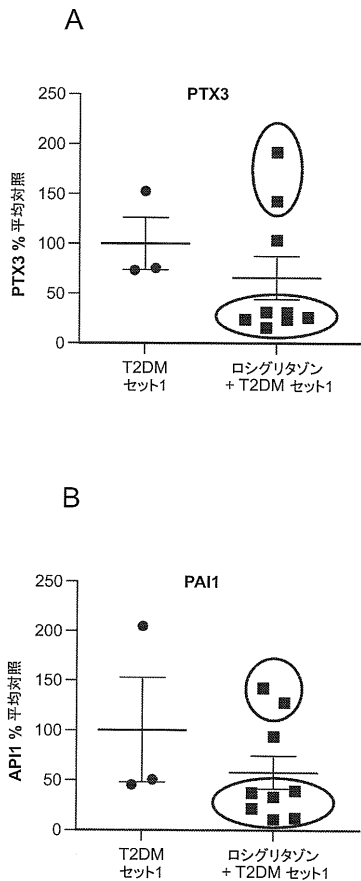 A
PTX3
250
200
150
100
50
0
PTX3 % 平均対照
T2DM
セット1
ロシグリタゾン
+ T2DM セット1
B
PAI1
250
200
150
100
50
0
API1 % 平均対照
T2DM
セット1
ロシグリタゾン
+ T2DM セット1